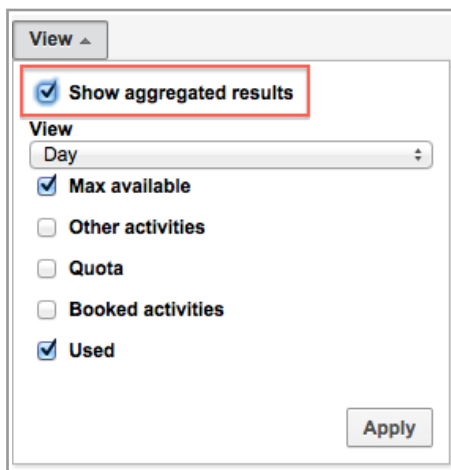 View
Show aggregated results
View
Day
Max available
Other activities
Quota
Booked activities
Used
Apply